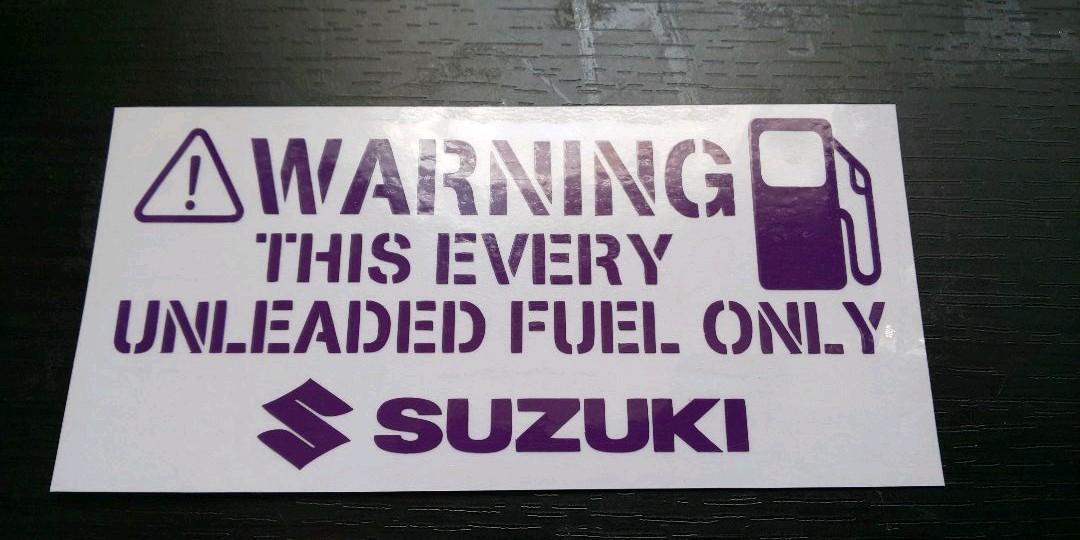 WARNING
THIS EVERY
UNLEADED FUEL ONLY
SUZUKI